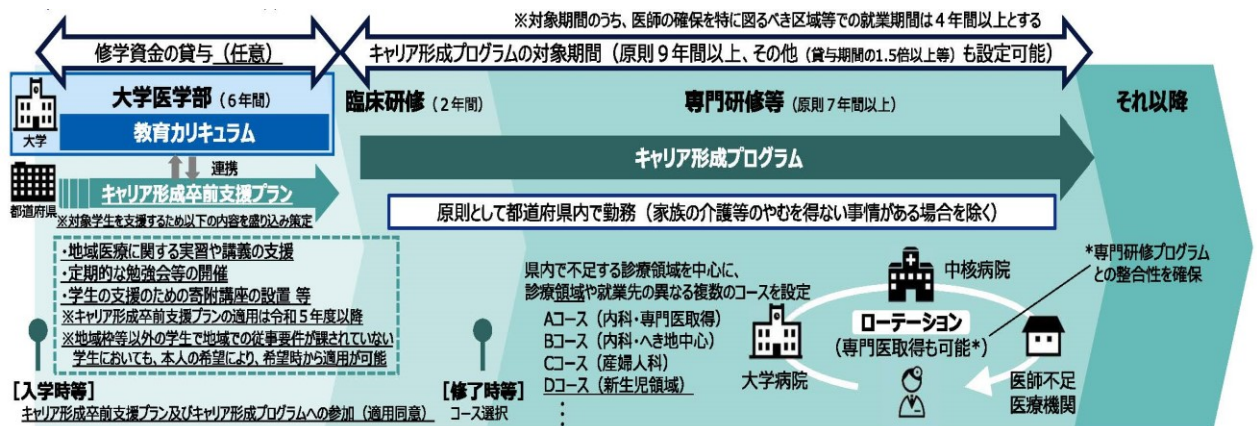 ※対象期間のうち、医師の確保を特に図るべき区域等での就業期間は４年間以上とする
修学資金の貸与（任意）
キャリア形成プログラムの対象期間（原則９年間以上、その他（貸与期間の1.5倍以上等）も設定可能）
大学医学部（６年間）
臨床研修（２年間）
専門研修等（原則７年間以上）
それ以降
大学
教育カリキュラム
連携
キャリア形成プログラム
都道府県
キャリア形成卒前支援プラン
※対象学生を支援するため以下の内容を盛り込み策定
原則として都道府県内で勤務（家族の介護等のやむを得ない事情がある場合を除く）
・地域医療に関する実習や講義の支援
・定期的な勉強会等の開催
・学生の支援のための寄附講座の設置 等
※キャリア形成卒前支援プランの適用は令和５年度以降
※地域枠等以外の学生で地域での従事要件が課されていない
学生においても、本人の希望により、希望時から適用が可能
県内で不足する診療領域を中心に、
診療領域や就業先の異なる複数のコースを設定
Aコース（内科・専門医取得）
Bコース（内科・へき地中心）
Cコース（産婦人科）
Dコース（新生児領域）
⋮
中核病院
*専門研修プログラム
との整合性を確保
ローテーション
（専門医取得も可能*）
大学病院
医師不足
医療機関
［入学時等］
キャリア形成卒前支援プラン及びキャリア形成プログラムへの参加（適用同意）
［修了時等］
コース選択